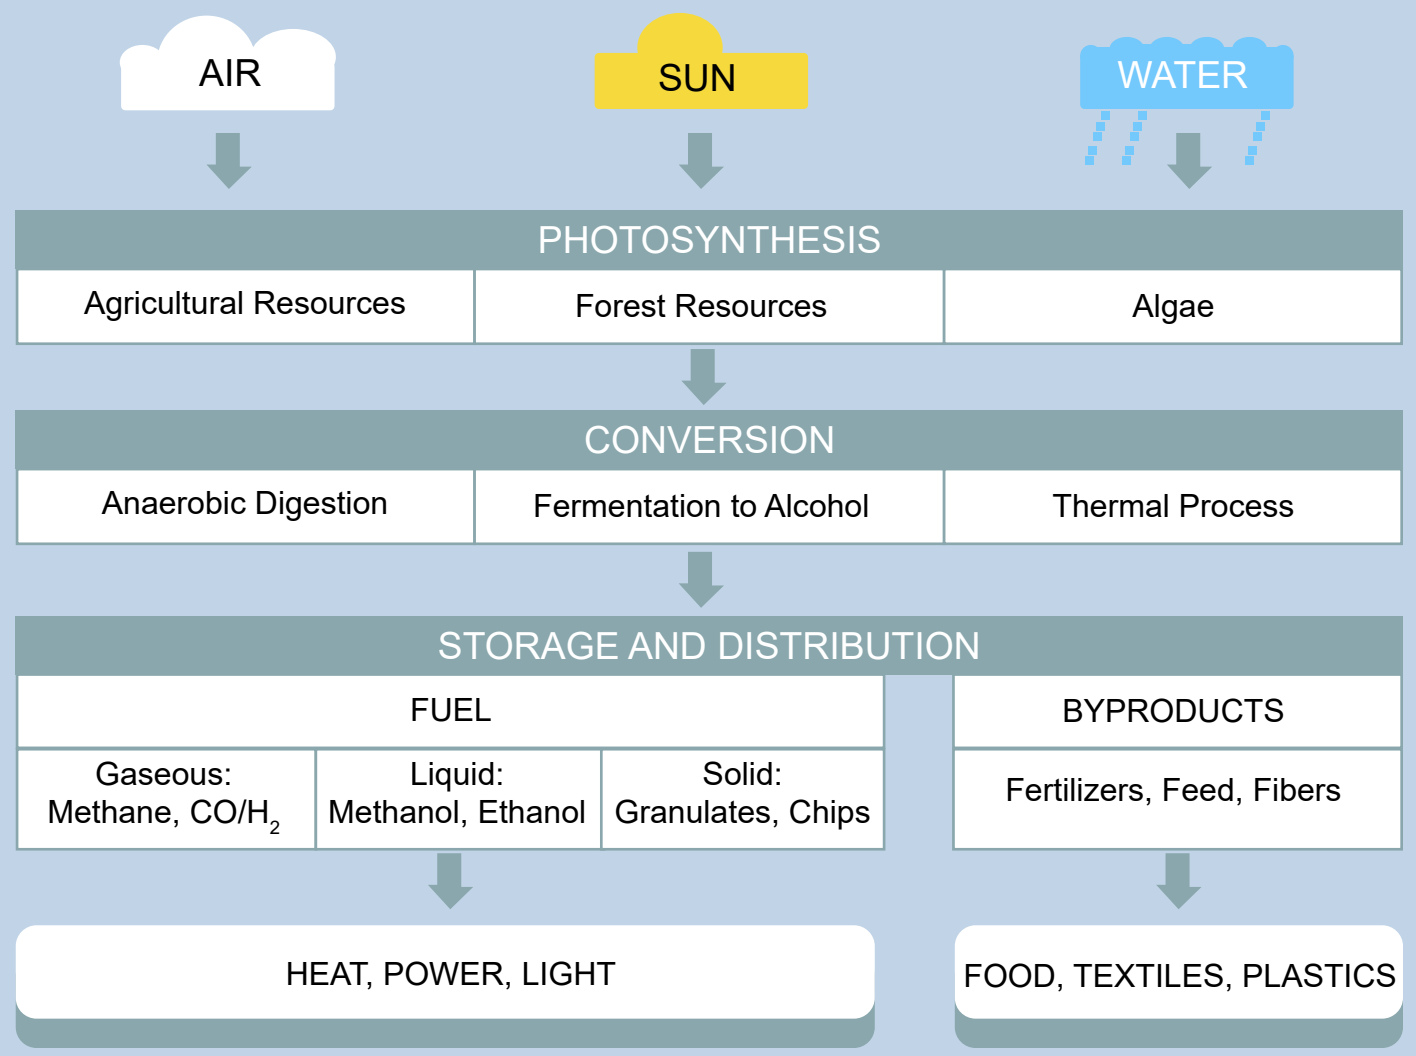 AIR
SUN
WATER
PHOTOSYNTHESIS
Agricultural Resources
Forest Resources
Algae
CONVERSION
Anaerobic Digestion
Fermentation to Alcohol
Thermal Process
STORAGE AND DISTRIBUTION
FUEL
Gaseous:
Methane, CO/H₂
Liquid:
Methanol, Ethanol
Solid:
Granulates, Chips
BYPRODUCTS
Fertilizers, Feed, Fibers
HEAT, POWER, LIGHT
FOOD, TEXTILES, PLASTICS